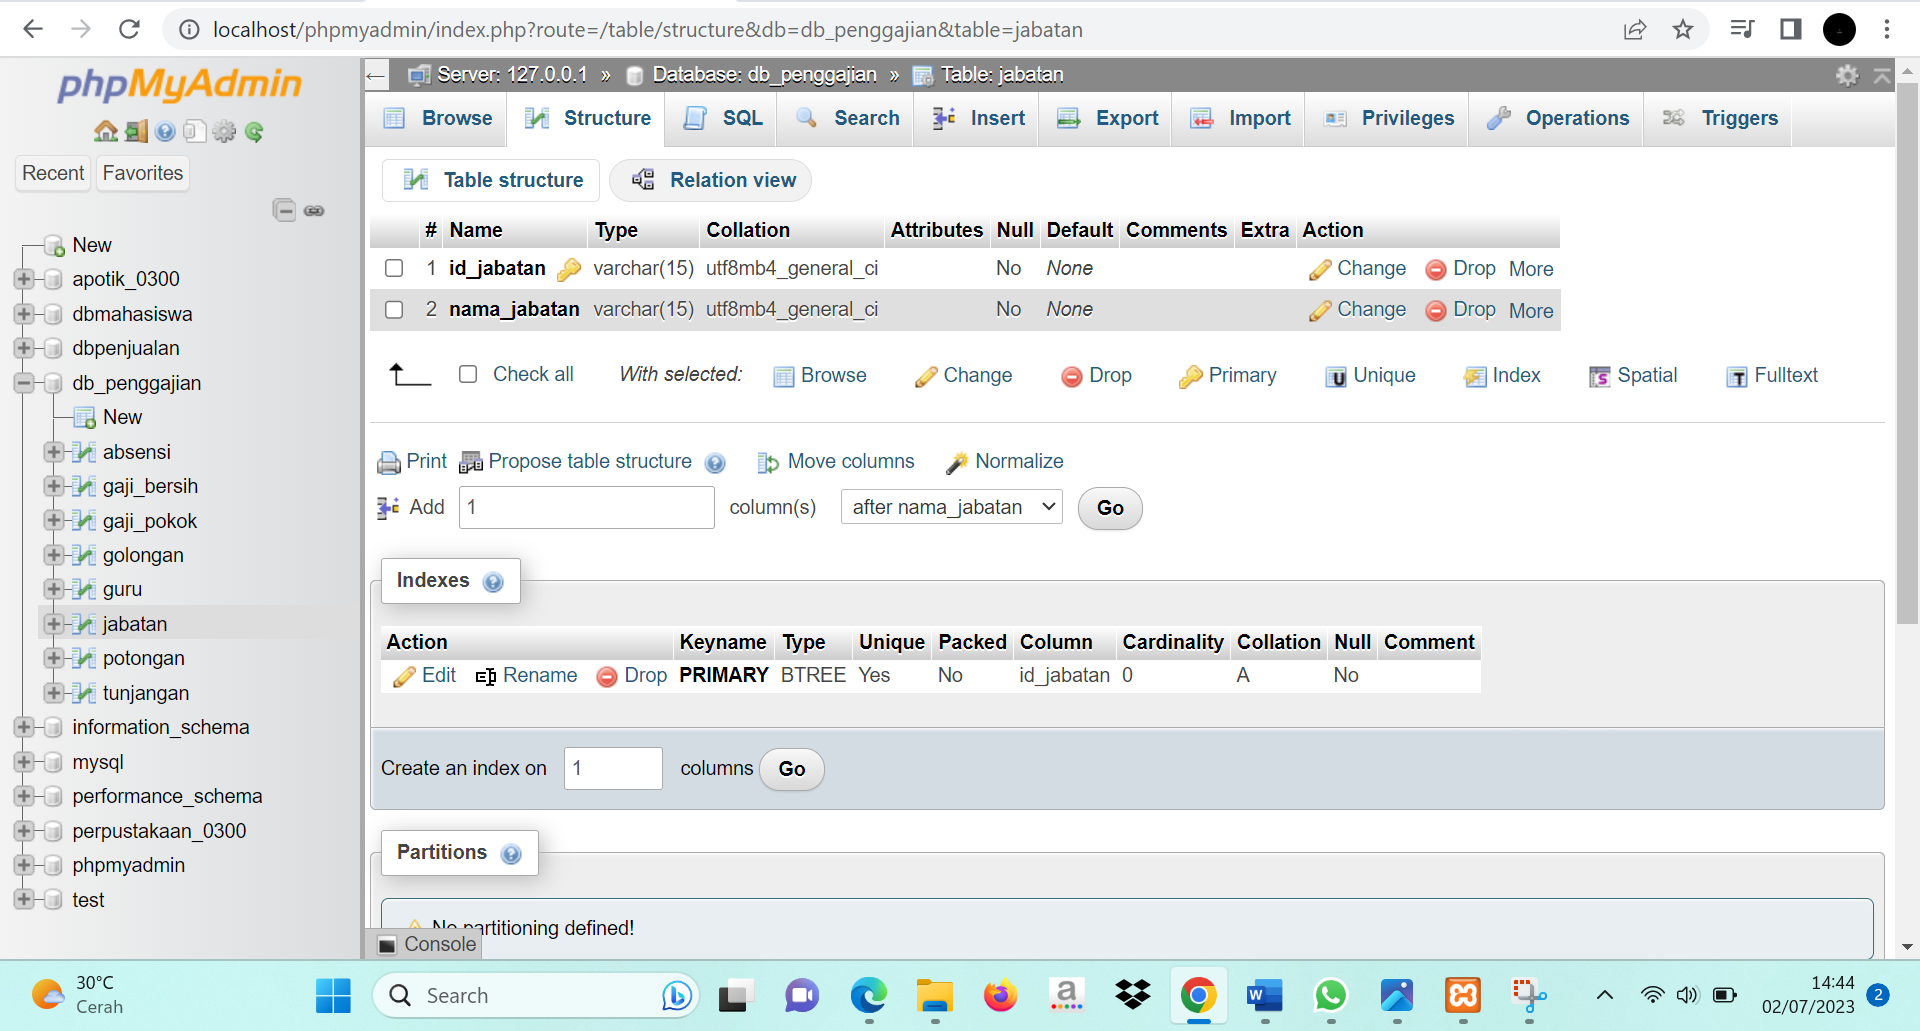 localhost/phpmyadmin/index.php?route=/table/structure&db=db_penggajian&table=jabatan
phpMyAdmin
Recent Favorites
New
apotik_0300
dbmahasiswa
dbpenjualan
db_penggajian
New
absensi
gaji_bersih
gaji_pokok
golongan
guru
jabatan
potongan
tunjangan
information_schema
mysql
performance_schema
perpustakaan_0300
phpmyadmin
test
Server: 127.0.0.1 » Database: db_penggajian » Table: jabatan
Browse Structure SQL Search Insert Export Import Privileges Operations Triggers
Table structure Relation view
# Name Type Collation Attributes Null Default Comments Extra Action
1 id_jabatan varchar(15) utf8mb4_general_ci No None Change Drop More
2 nama_jabatan varchar(15) utf8mb4_general_ci No None Change Drop More
Check all With selected: Browse Change Drop Primary Unique Index Spatial Fulltext
Print Propose table structure Move columns Normalize
Add 1 column(s) after nama_jabatan Go
Indexes
Action Keyname Type Unique Packed Column Cardinality Collation Null Comment
Edit Rename Drop PRIMARY BTREE Yes No id_jabatan 0 A No
Create an index on 1 columns Go
Partitions
No partitioning defined!
Console
30°C
Cerah
Search
14:44
02/07/2023
2